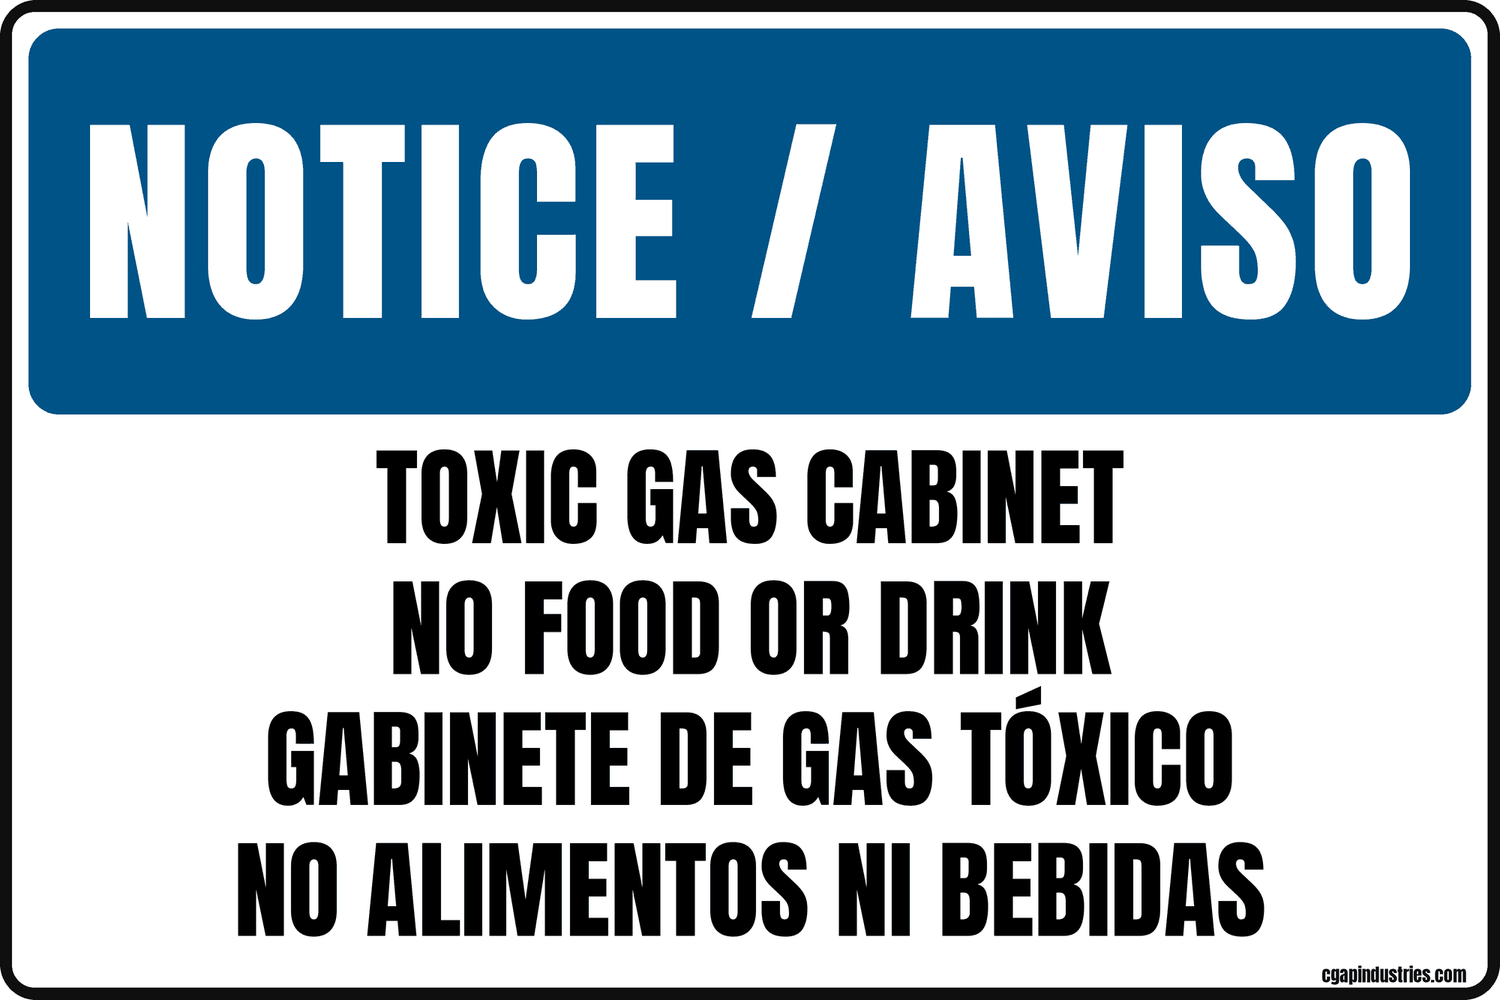 NOTICE / AVISO
TOXIC GAS CABINET
NO FOOD OR DRINK
GABINETE DE GAS TÓXICO
NO ALIMENTOS NI BEBIDAS
cgapindustries.com